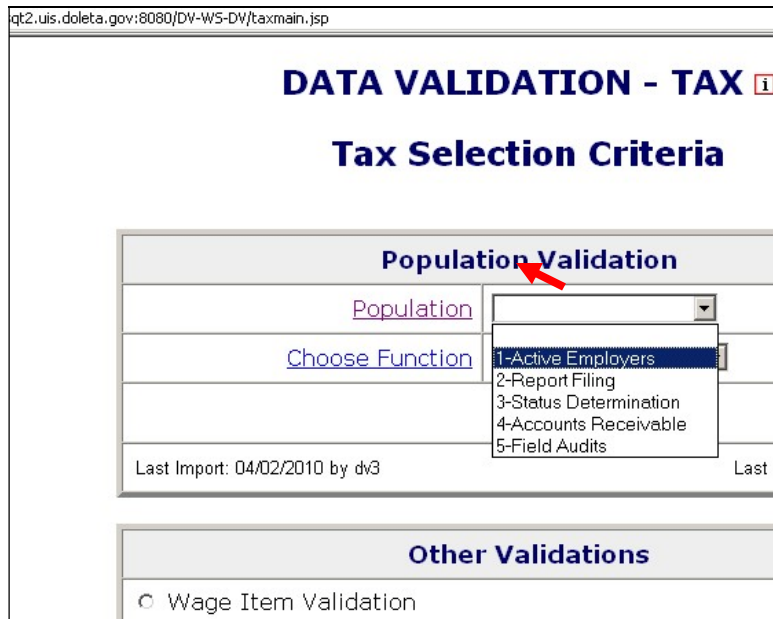 qt2.uis.doleta.gov:8080/DV-WS-DV/taxmain.jsp
DATA VALIDATION - TAX i
Tax Selection Criteria
Population Validation
Population
Choose Function
1-Active Employers
2-Report Filing
3-Status Determination
4-Accounts Receivable
5-Field Audits
Last Import: 04/02/2010 by dv3 Last
Other Validations
Wage Item Validation